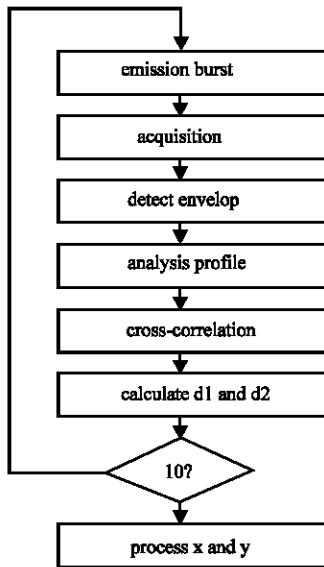 emission burst
acquisition
detect envelop
analysis profile
cross-correlation
calculate d1 and d2
10?
process x and y